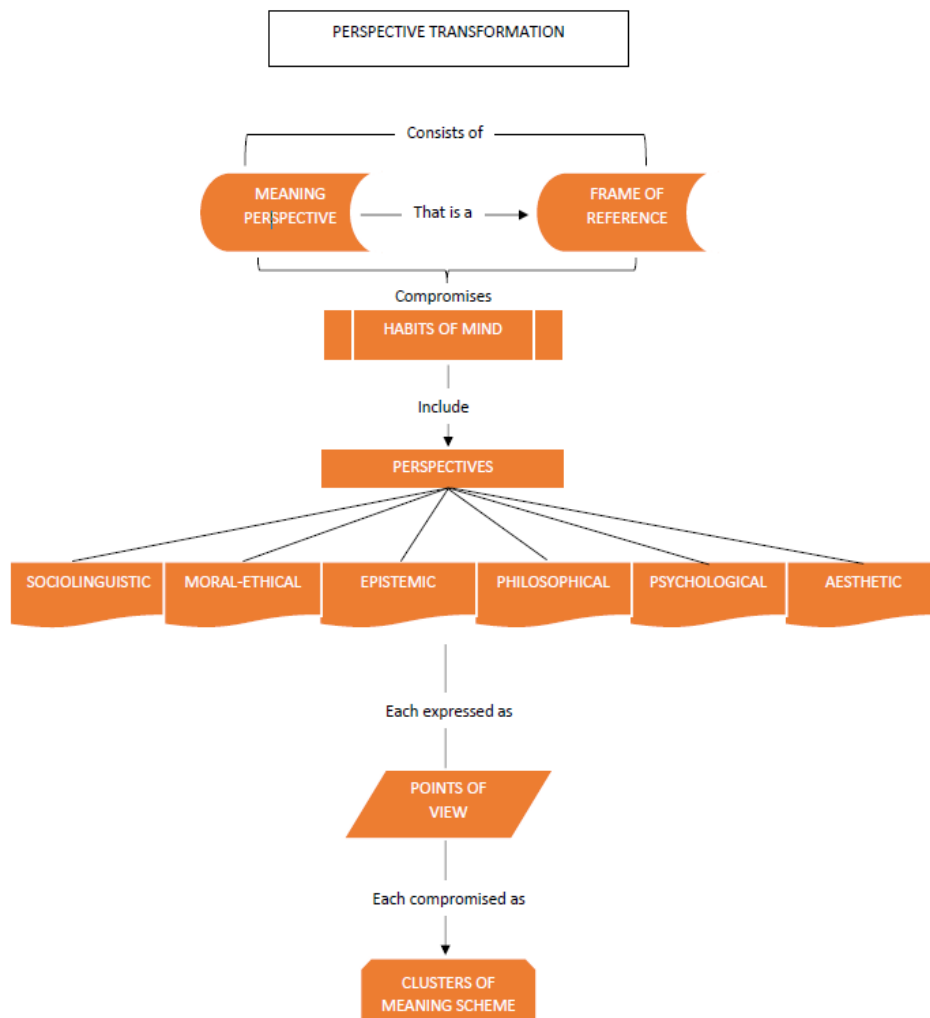 PERSPECTIVE TRANSFORMATION
Consists of
MEANING
PERSPECTIVE
That is a
FRAME OF
REFERENCE
Compromises
HABITS OF MIND
Include
PERSPECTIVES
SOCIOLINGUISTIC
MORAL-ETHICAL
EPISTEMIC
PHILOSOPHICAL
PSYCHOLOGICAL
AESTHETIC
Each expressed as
POINTS OF
VIEW
Each compromised as
CLUSTERS OF
MEANING SCHEME